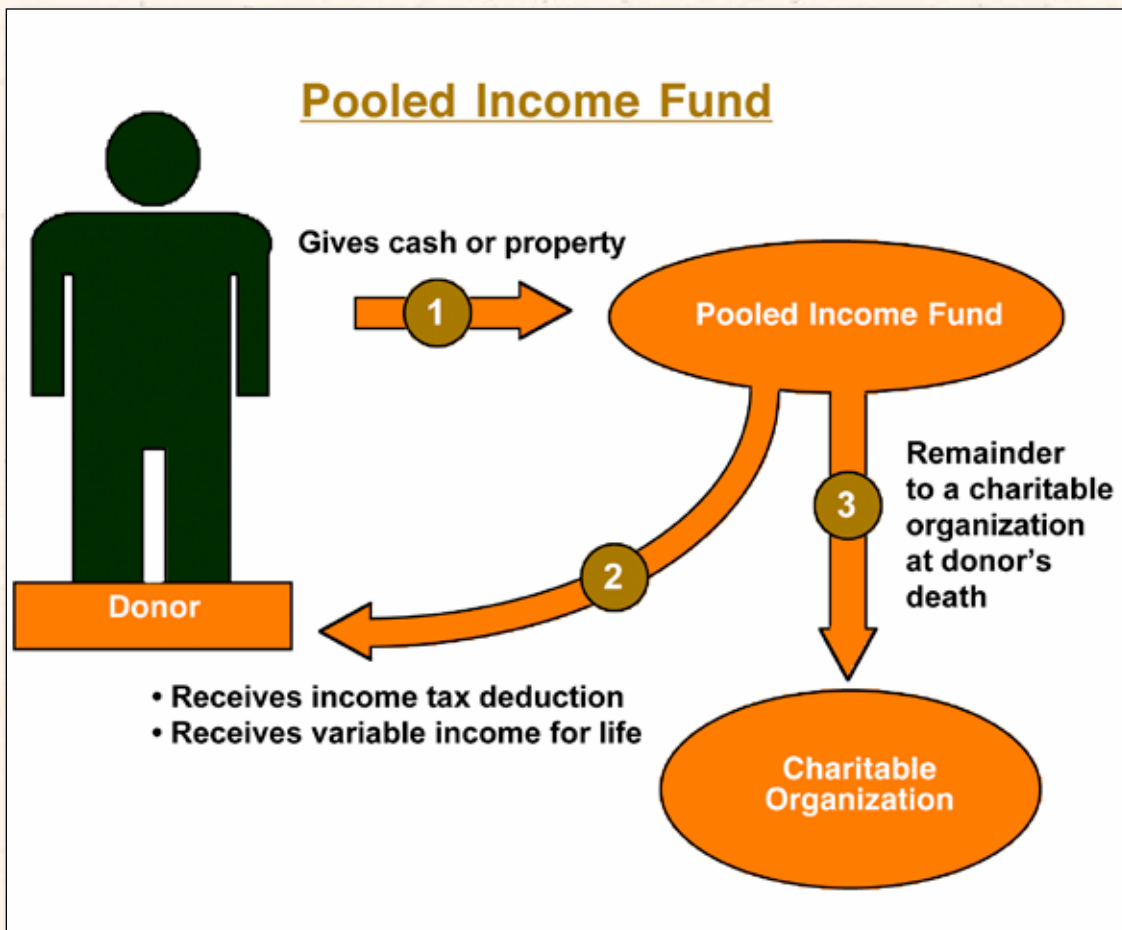 Pooled Income Fund
Gives cash or property
1
Pooled Income Fund
2
3
Remainder
to a charitable
organization
at donor's
death
Donor
• Receives income tax deduction
• Receives variable income for life
Charitable
Organization